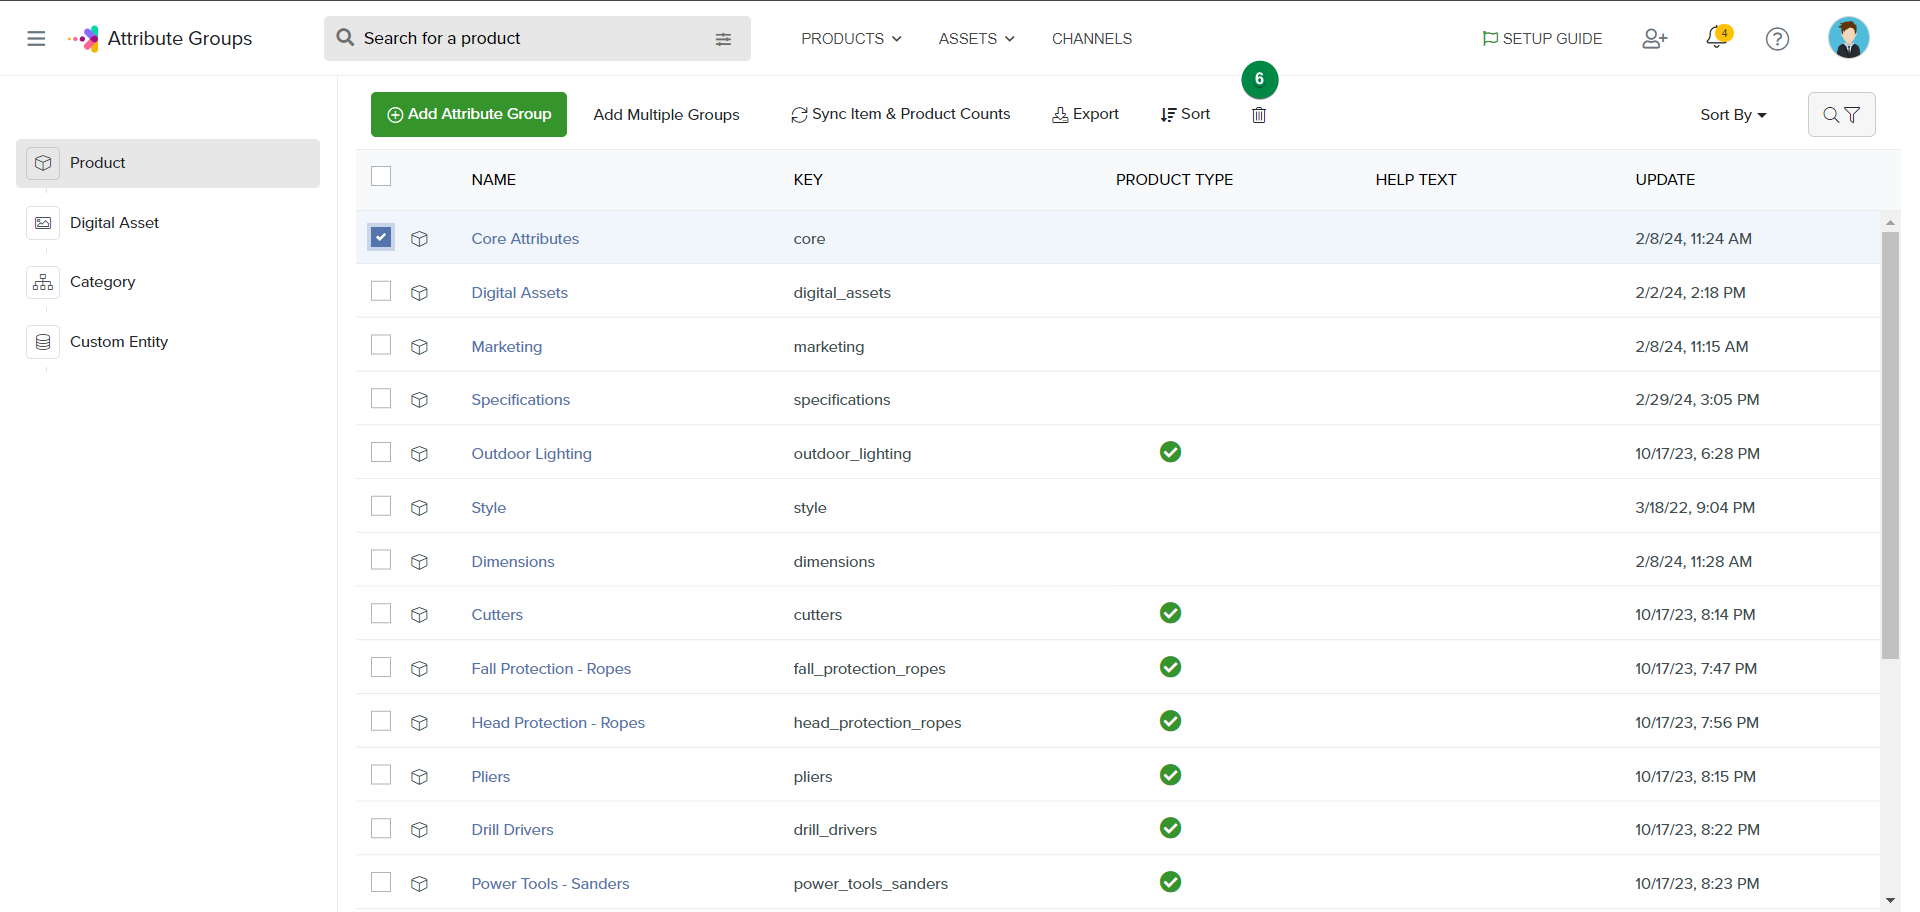 Attribute Groups
Search for a product
PRODUCTS
ASSETS
CHANNELS
SETUP GUIDE
4
6
Add Attribute Group
Add Multiple Groups
Sync Item & Product Counts
Export
Sort
Sort By
Product
Digital Asset
Category
Custom Entity
NAME KEY PRODUCT TYPE HELP TEXT UPDATE
Core Attributes core 2/8/24, 11:24 AM
Digital Assets digital_assets 2/2/24, 2:18 PM
Marketing marketing 2/8/24, 11:15 AM
Specifications specifications 2/29/24, 3:05 PM
Outdoor Lighting outdoor_lighting 10/17/23, 6:28 PM
Style style 3/18/22, 9:04 PM
Dimensions dimensions 2/8/24, 11:28 AM
Cutters cutters 10/17/23, 8:14 PM
Fall Protection - Ropes fall_protection_ropes 10/17/23, 7:47 PM
Head Protection - Ropes head_protection_ropes 10/17/23, 7:56 PM
Pliers pliers 10/17/23, 8:15 PM
Drill Drivers drill_drivers 10/17/23, 8:22 PM
Power Tools - Sanders power_tools_sanders 10/17/23, 8:23 PM